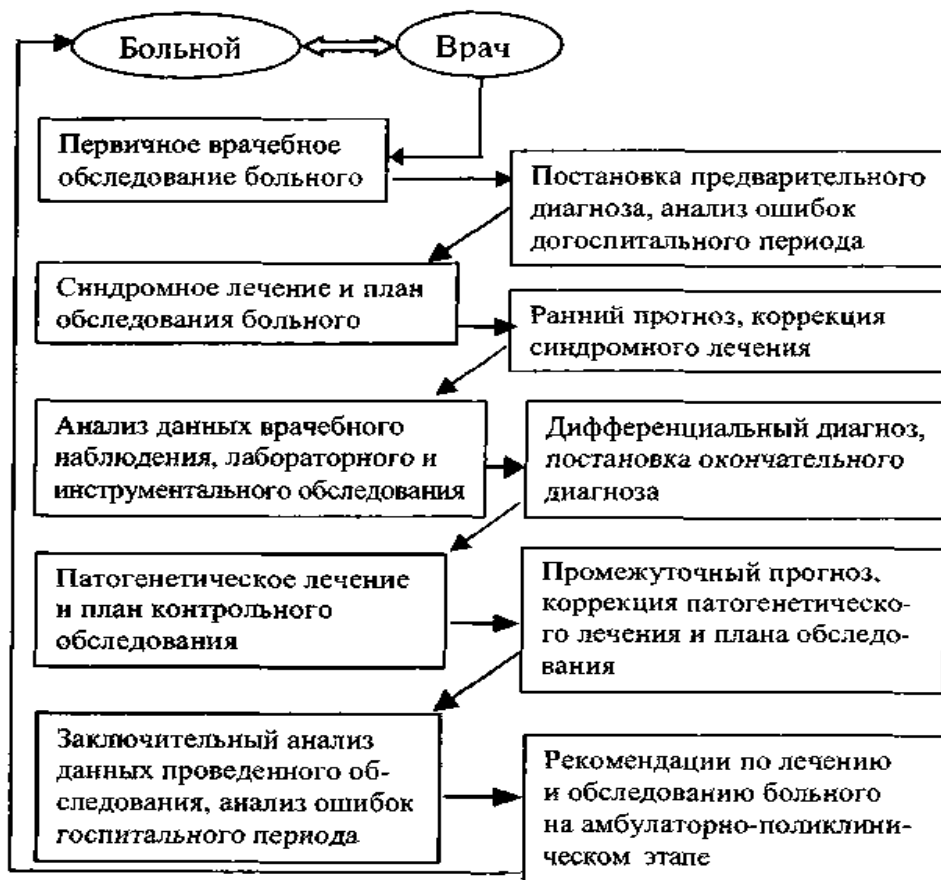 Больной
Врач
Первичное врачебное
обследование больного
Постановка предварительного
диагноза, анализ ошибок
догоспитального периода
Синдромное лечение и план
обследования больного
Ранний прогноз, коррекция
синдромного лечения
Анализ данных врачебного
наблюдения, лабораторного и
инструментального обследования
Дифференциальный диагноз,
постановка окончательного
диагноза
Патогенетическое лечение
и план контрольного
обследования
Промежуточный прогноз,
коррекция патогенетическо-
го лечения и плана обследо-
вания
Заключительный анализ
данных проведенного об-
следования, анализ ошибок
госпитального периода
Рекомендации по лечению
и обследованию больного
на амбулаторно-поликлини-
ческом этапе